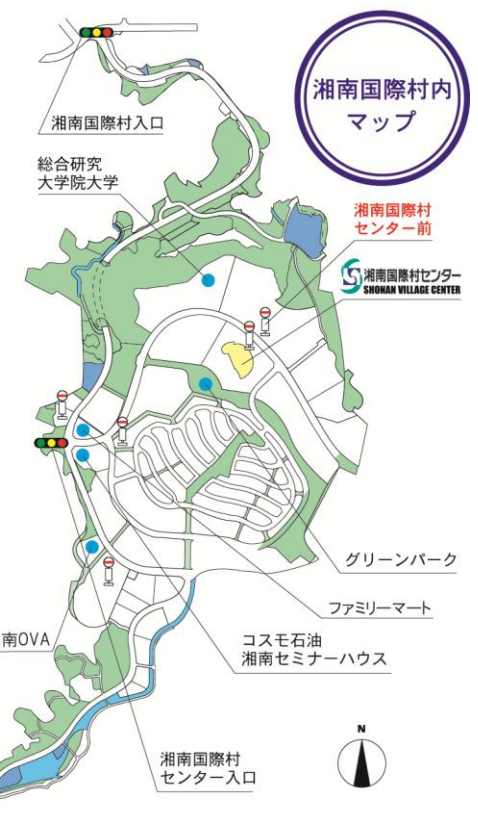 湘南国際村内
マップ
湘南国際村入口
総合研究
大学院大学
湘南国際村
センター前
湘南国際村センター
SHONAN VILLAGE CENTER
グリーンパーク
ファミリーマート
南OVA
コスモ石油
湘南セミナーハウス
湘南国際村
センター入口
N